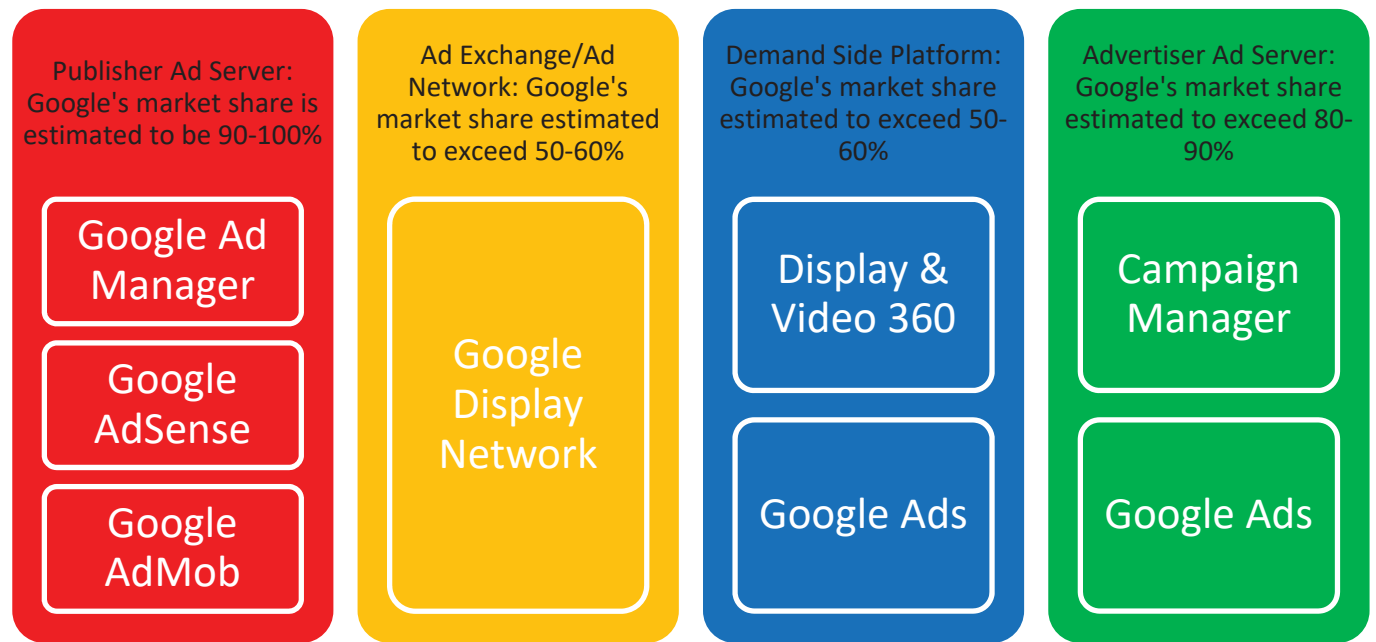 Publisher Ad Server:
Google's market share is
estimated to be 90-100%
Google Ad
Manager
Google
AdSense
Google
AdMob
Ad Exchange/Ad
Network: Google's
market share estimated
to exceed 50-60%
Google
Display
Network
Demand Side Platform:
Google's market share
estimated to exceed 50-
60%
Display &
Video 360
Google Ads
Advertiser Ad Server:
Google's market share
estimated to exceed 80-
90%
Campaign
Manager
Google Ads